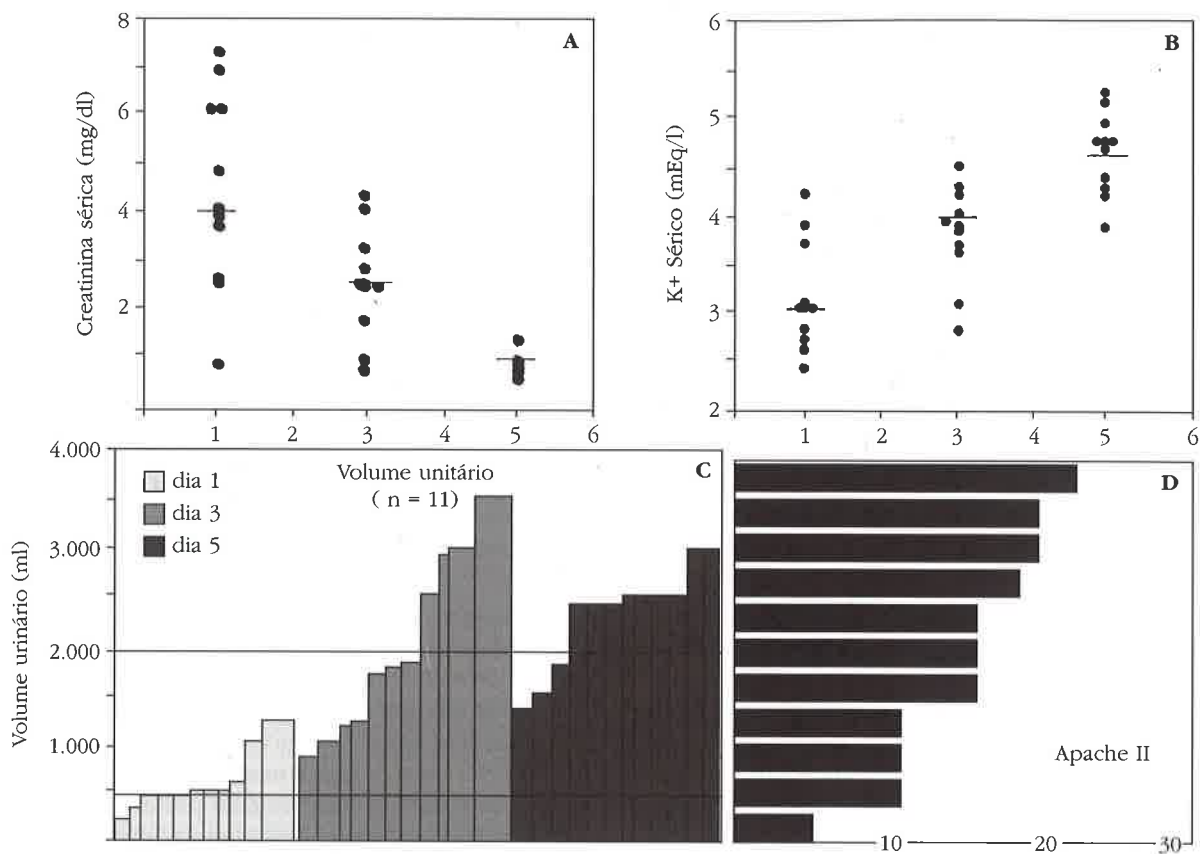 A
Creatinina sérica (mg/dl)
8
6
4
2
1 2 3 5 6
B
K+ Sérico (mEq/l)
6
5
4
3
2
1 2 3 5 6
C
Volume unitário
( n = 11)
dia 1
dia 3
dia 5
Volume urinário (ml)
4.000
3.000
2.000
1.000
D
Apache II
10 20 30